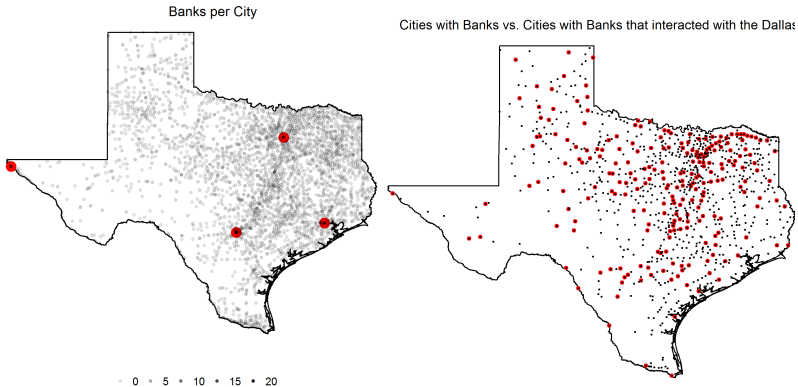 Banks per City
Cities with Banks vs. Cities with Banks that interacted with the Dallas
0 5 10 15 20